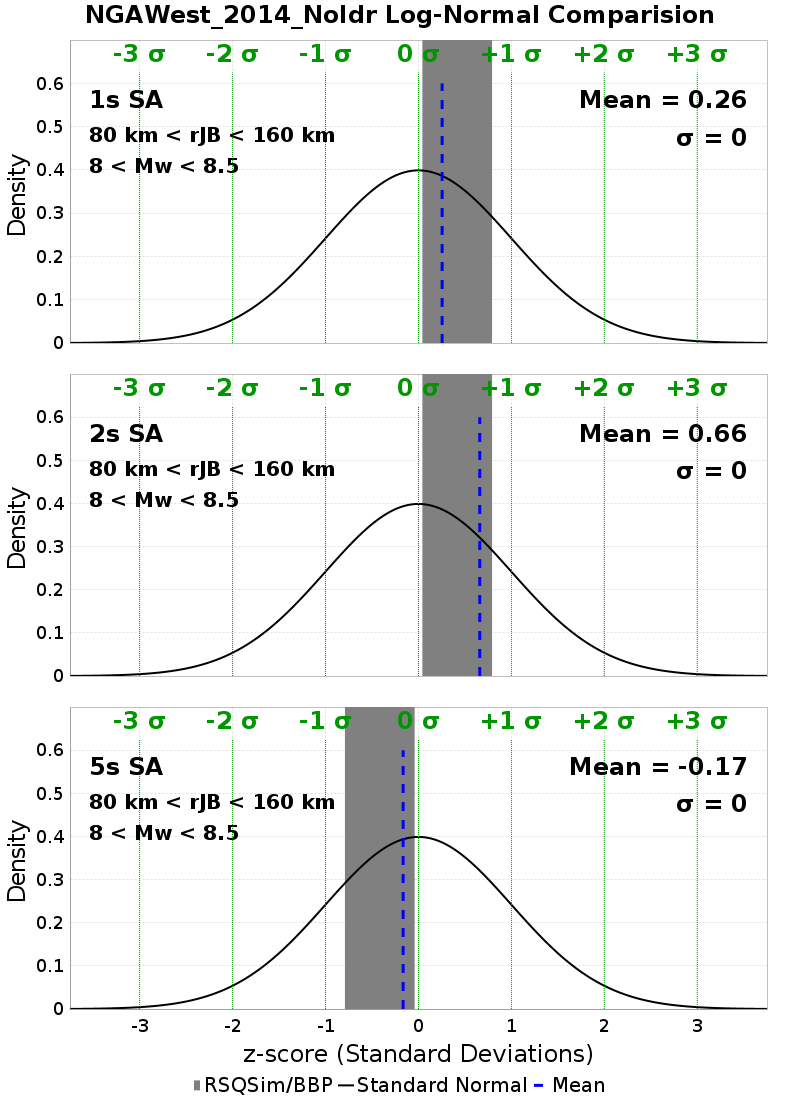 NGAWest_2014_NoIdr Log-Normal Comparision
-3 σ -2 σ -1 σ 0 σ +1 σ +2 σ +3 σ
1s SA
Mean = 0.26
80 km < rJB < 160 km
σ = 0
8 < Mw < 8.5
Density
0.6
0.5
0.4
0.3
0.2
0.1
0
-3 σ -2 σ -1 σ 0 σ +1 σ +2 σ +3 σ
2s SA
Mean = 0.66
80 km < rJB < 160 km
σ = 0
8 < Mw < 8.5
Density
0.6
0.5
0.4
0.3
0.2
0.1
0
-3 σ -2 σ -1 σ 0 σ +1 σ +2 σ +3 σ
5s SA
Mean = -0.17
80 km < rJB < 160 km
σ = 0
8 < Mw < 8.5
Density
0.6
0.5
0.4
0.3
0.2
0.1
0
-3 -2 -1 0 1 2 3
z-score (Standard Deviations)
RSQSim/BBP Standard Normal Mean